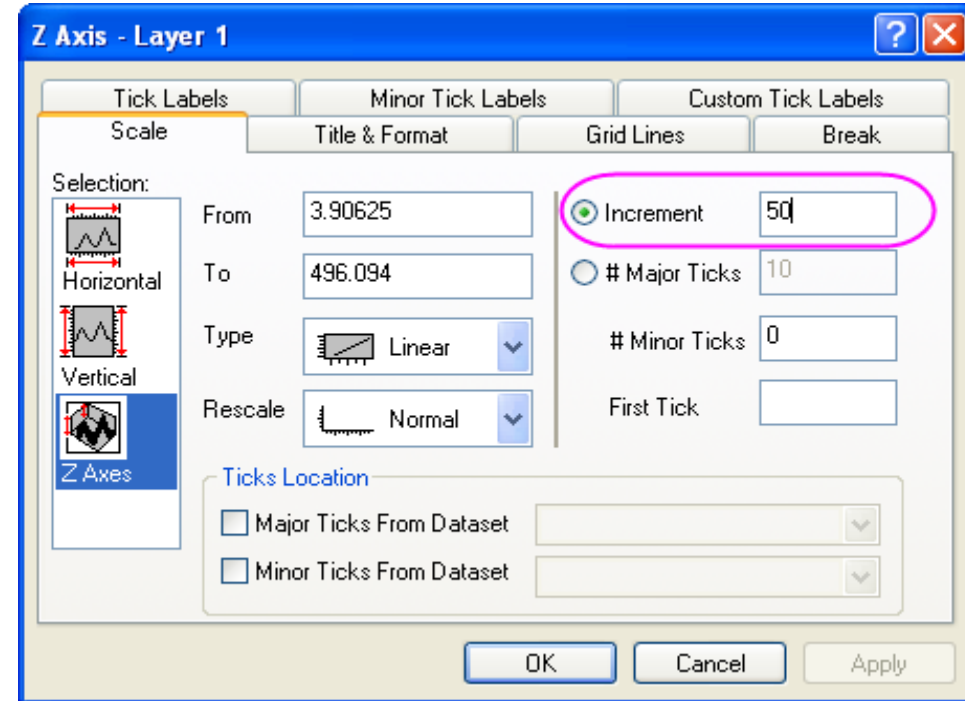 Z Axis - Layer 1
Tick Labels
Minor Tick Labels
Custom Tick Labels
Scale
Title & Format
Grid Lines
Break
Selection:
Horizontal
Vertical
Z Axes
From 3.90625
To 496.094
Type Linear
Rescale Normal
Increment 50
# Major Ticks 10
# Minor Ticks 0
First Tick
Ticks Location
Major Ticks From Dataset
Minor Ticks From Dataset
OK
Cancel
Apply